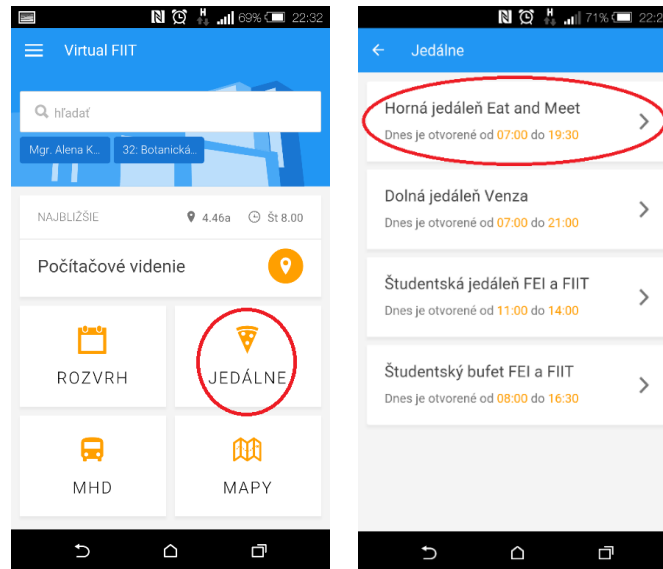 69% 22:32
Virtual FIIT
hľadať
Mgr. Alena K... 32: Botanická...
NAJBLIŽŠIE 4.46a Št 8.00
Počítačové videnie
ROZVRH JEDÁLNE
MHD MAPY
71% 22:2
Jedálne
Horná jedáleň Eat and Meet
Dnes je otvorené od 07:00 do 19:30
Dolná jedáleň Venza
Dnes je otvorené od 07:00 do 21:00
Študentská jedáleň FEI a FIIT
Dnes je otvorené od 11:00 do 14:00
Študentský bufet FEI a FIIT
Dnes je otvorené od 08:00 do 16:30